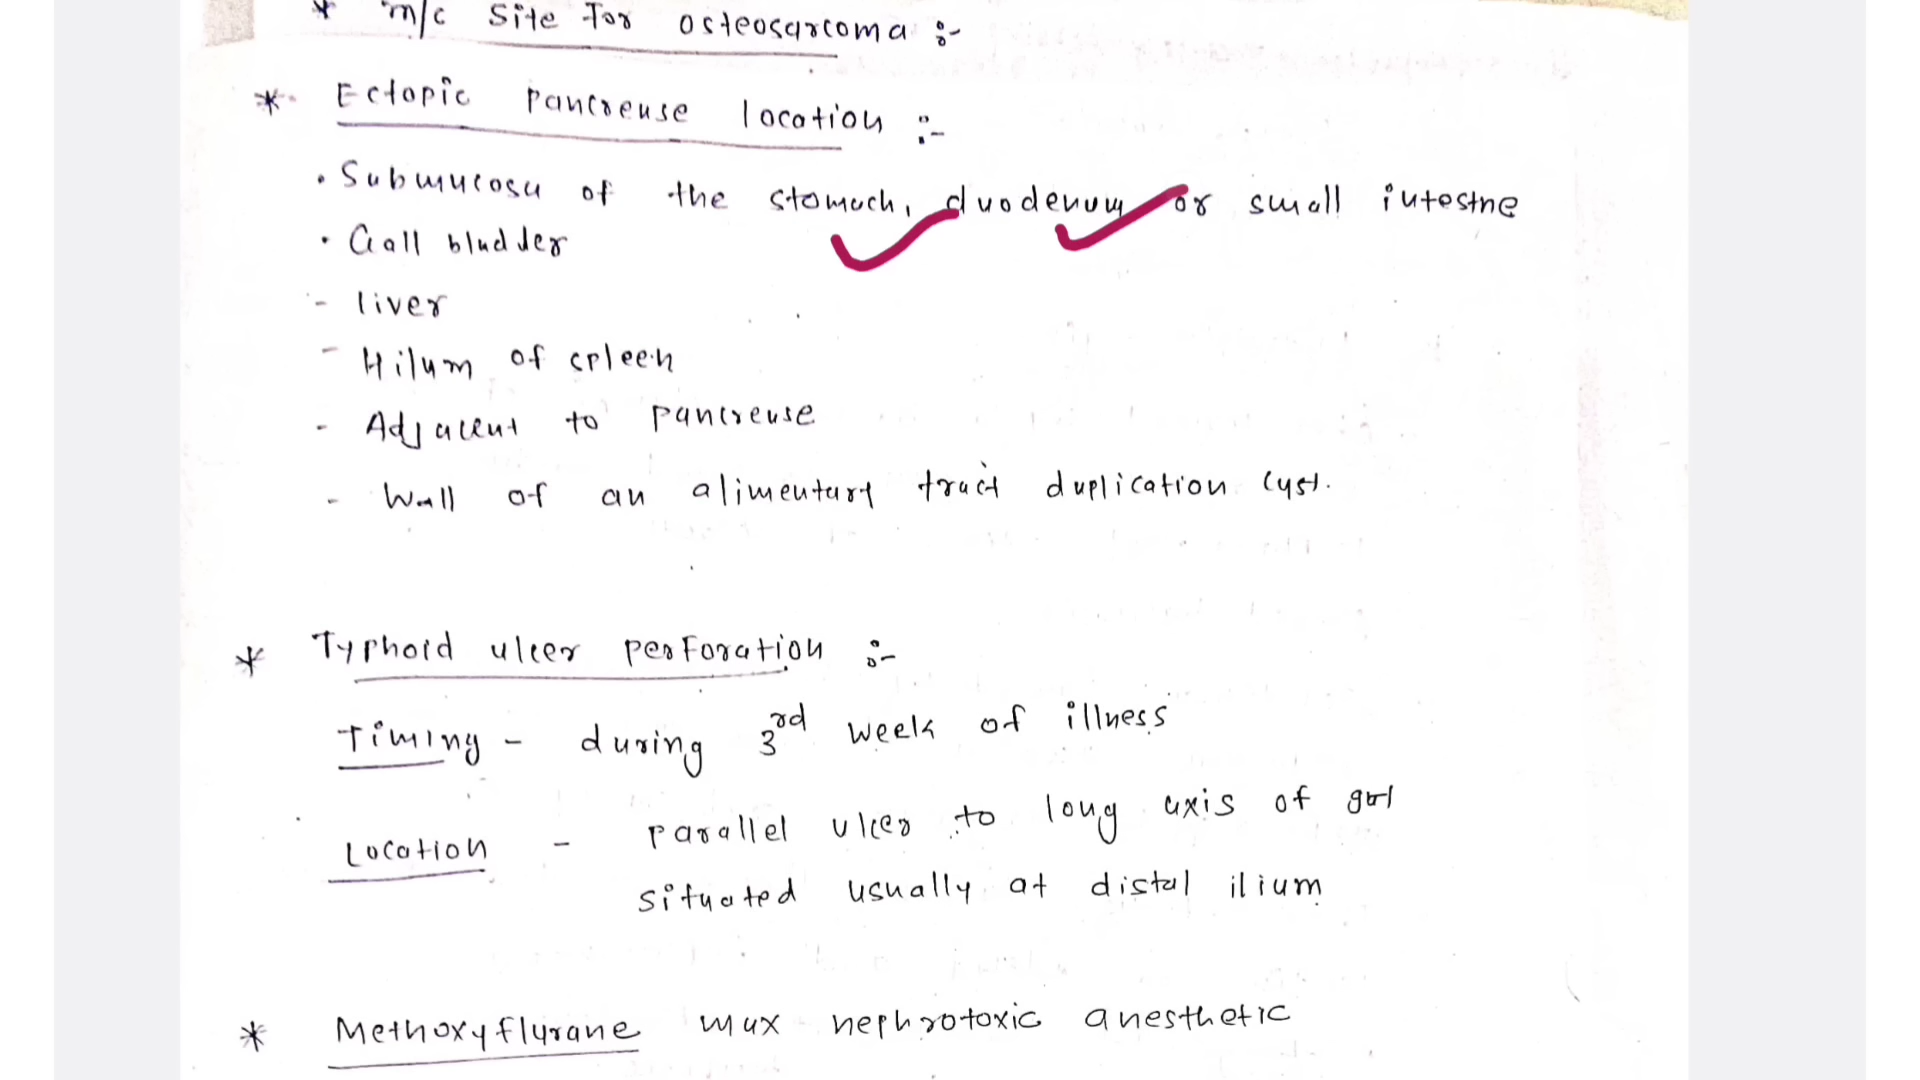 * m/c site for osteosarcoma :-
* Ectopic pancreuse location :-
• Submucosa of the stomach, duodenum or small intestne
• Gall bladder
- liver
- Hilum of spleen
- Adjacent to pancreuse
- Wall of an alimentary tract duplication cyst.
* Typhoid ulcer perforation :-
Timing - during 3rd week of illness
Location - parallel ulcer to long axis of gut
situated usually at distal ilium
* Methoxyflurane max nephrotoxic anesthetic